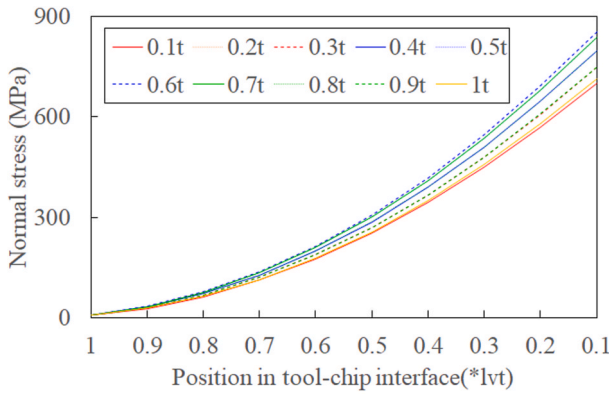 900
0.1t 0.2t 0.3t 0.4t 0.5t
0.6t 0.7t 0.8t 0.9t 1t
600
300
0
Normal stress (MPa)
1 0.9 0.8 0.7 0.6 0.5 0.4 0.3 0.2 0.1
Position in tool-chip interface(*lvt)